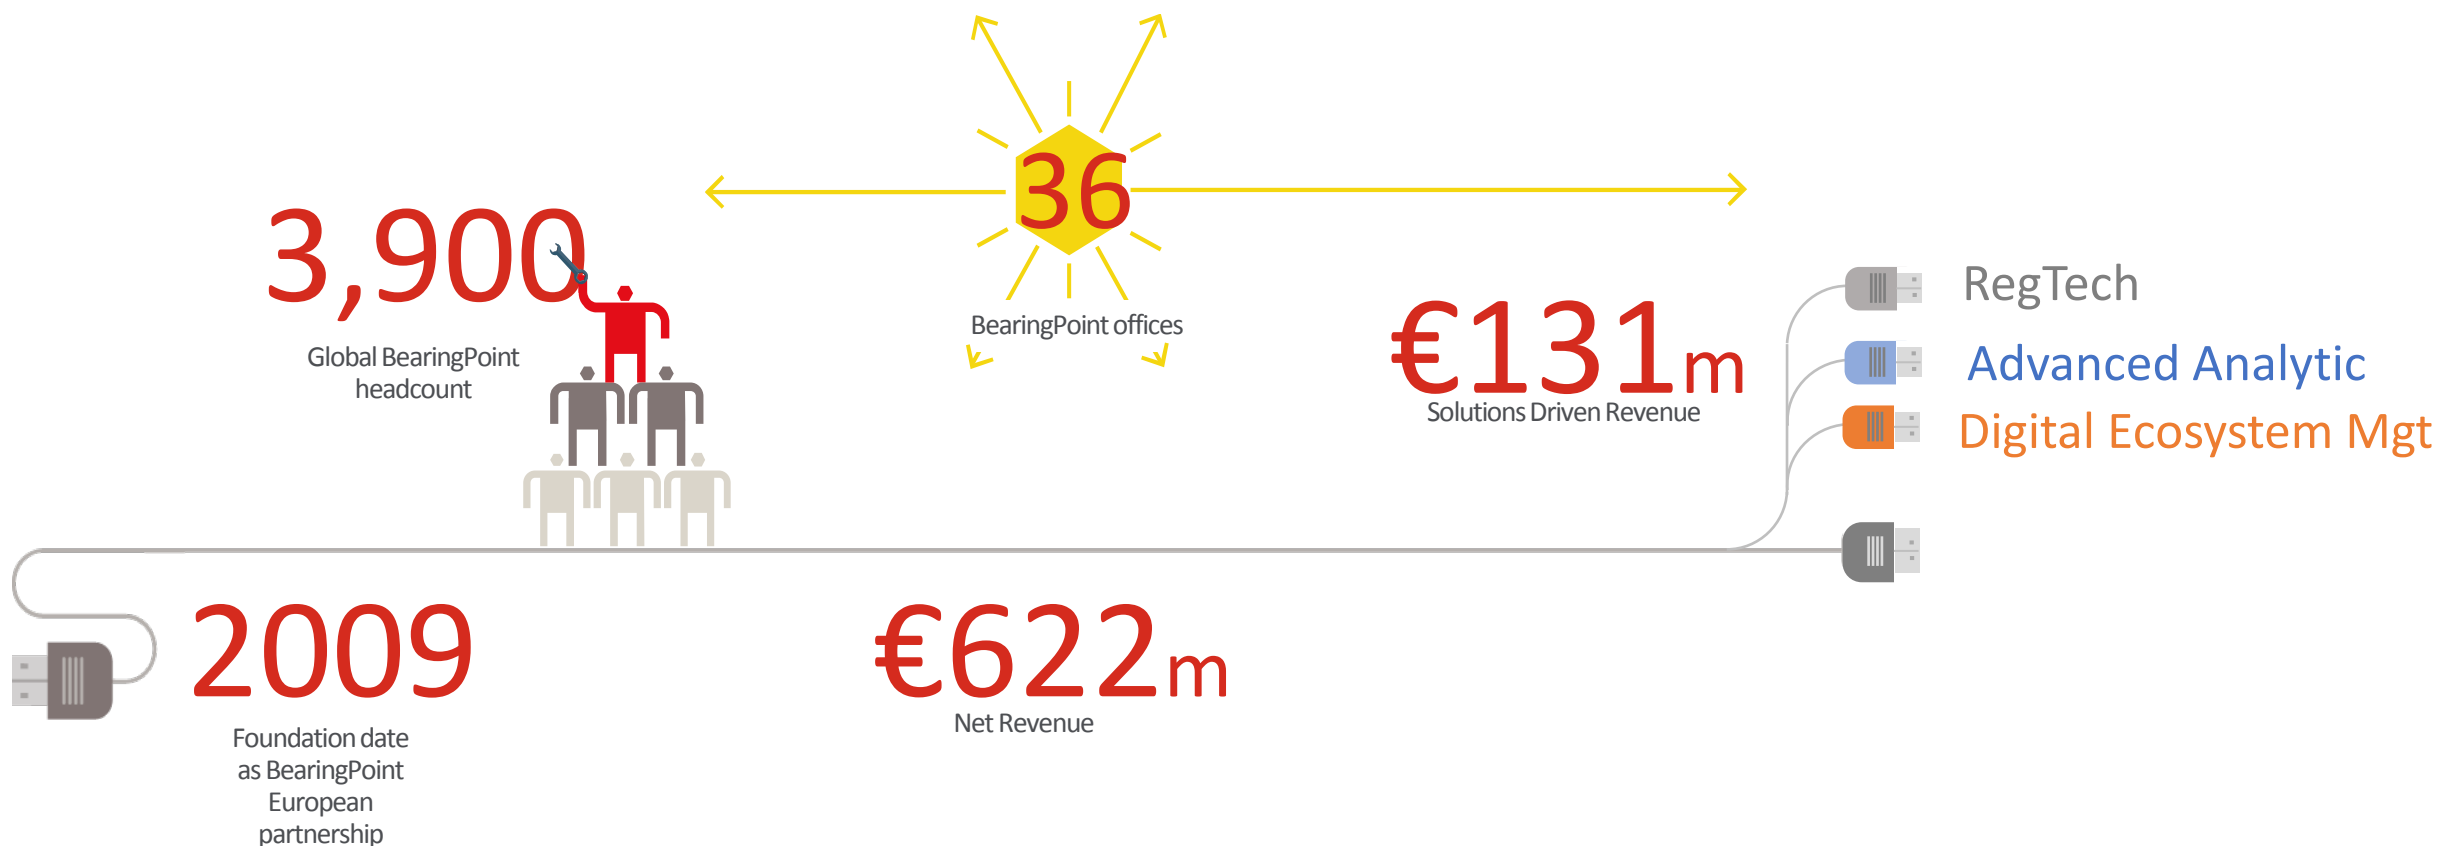 36
BearingPoint offices
3,900
Global BearingPoint
headcount
€131m
Solutions Driven Revenue
RegTech
Advanced Analytic
Digital Ecosystem Mgt
2009
Foundation date
as BearingPoint
European
partnership
€622m
Net Revenue